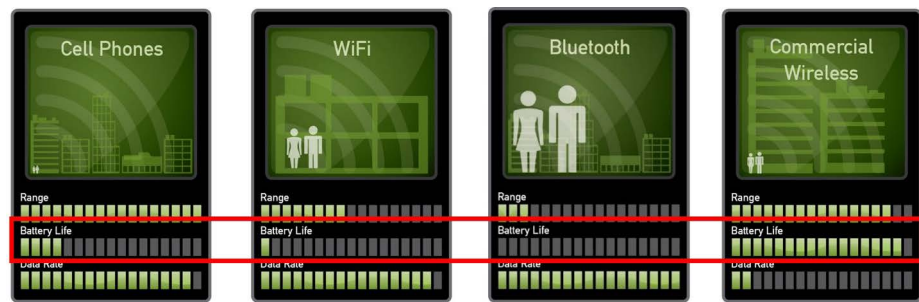 Cell Phones
Range
Battery Life
Data Rate
WiFi
Range
Battery Life
Data Rate
Bluetooth
Range
Battery Life
Data Rate
Commercial
Wireless
Range
Battery Life
Data Rate